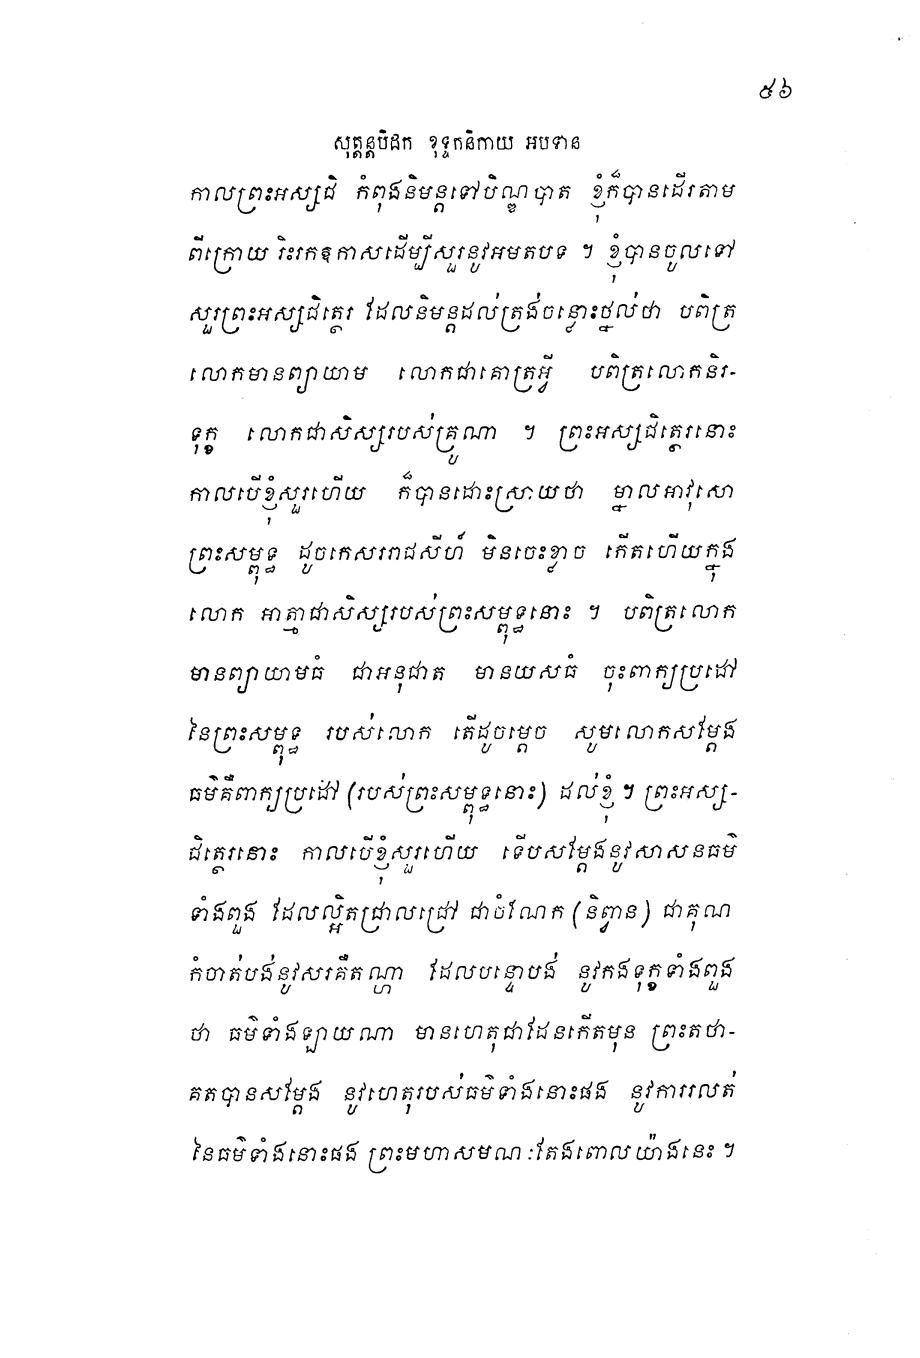 ៥៦
សុត្តន្តបិដក ខុទ្ទកនិកាយ អបទាន
កាលព្រះអស្សជិ កំពុងនិមន្តទៅបិណ្ឌបាត ខ្ញុំក៏បានដើរតាម
ពីក្រោយ រិះរកឧកាសដើម្បីសួរនូវអមតបទ ។ ខ្ញុំបានចូលទៅ
សួរព្រះអស្សជិត្ថេរ ដែលនិមន្តដល់ត្រង់ចន្លោះថ្នល់ថា បពិត្រ
លោកមានព្យាយាម លោកជាគោត្រអ្វី បពិត្រលោកនិរ-
ទុក្ខ លោកជាសិស្សរបស់គ្រូណា ។ ព្រះអស្សជិត្ថេរនោះ
កាលបើខ្ញុំសួរហើយ ក៏បានដោះស្រាយថា ម្នាលអាវុសោ
ព្រះសម្ពុទ្ធ ដូចកេសររាជសីហ៍ មិនចេះខ្លាច កើតហើយក្នុង
លោក អាត្មាជាសិស្សរបស់ព្រះសម្ពុទ្ធនោះ ។ បពិត្រលោក
មានព្យាយាមធំ ជាអនុជាត មានយសធំ ចុះពាក្យប្រដៅ
នៃព្រះសម្ពុទ្ធ របស់លោក តើដូចម្តេច សូមលោកសម្តែង
ធម៌គឺពាក្យប្រដៅ (របស់ព្រះសម្ពុទ្ធនោះ) ដល់ខ្ញុំ ។ ព្រះអស្ស-
ជិត្ថេរនោះ កាលបើខ្ញុំសួរហើយ ទើបសម្តែងនូវសាសនធម៌
ទាំងពួង ដែលល្អិតជ្រាលជ្រៅ ជាចំណែក (និព្វាន) ជាគុណ
កំចាត់បង់នូវសរគឺតណ្ហា ដែលបន្ទោបង់ នូវកងទុក្ខទាំងពួង
ថា ធម៌ទាំងឡាយណា មានហេតុជាដែនកើតមុន ព្រះតថា-
គតបានសម្តែង នូវហេតុរបស់ធម៌ទាំងនោះផង នូវការរលត់
នៃធម៌ទាំងនោះផង ព្រះមហាសមណៈតែងពោលយ៉ាងនេះ ។